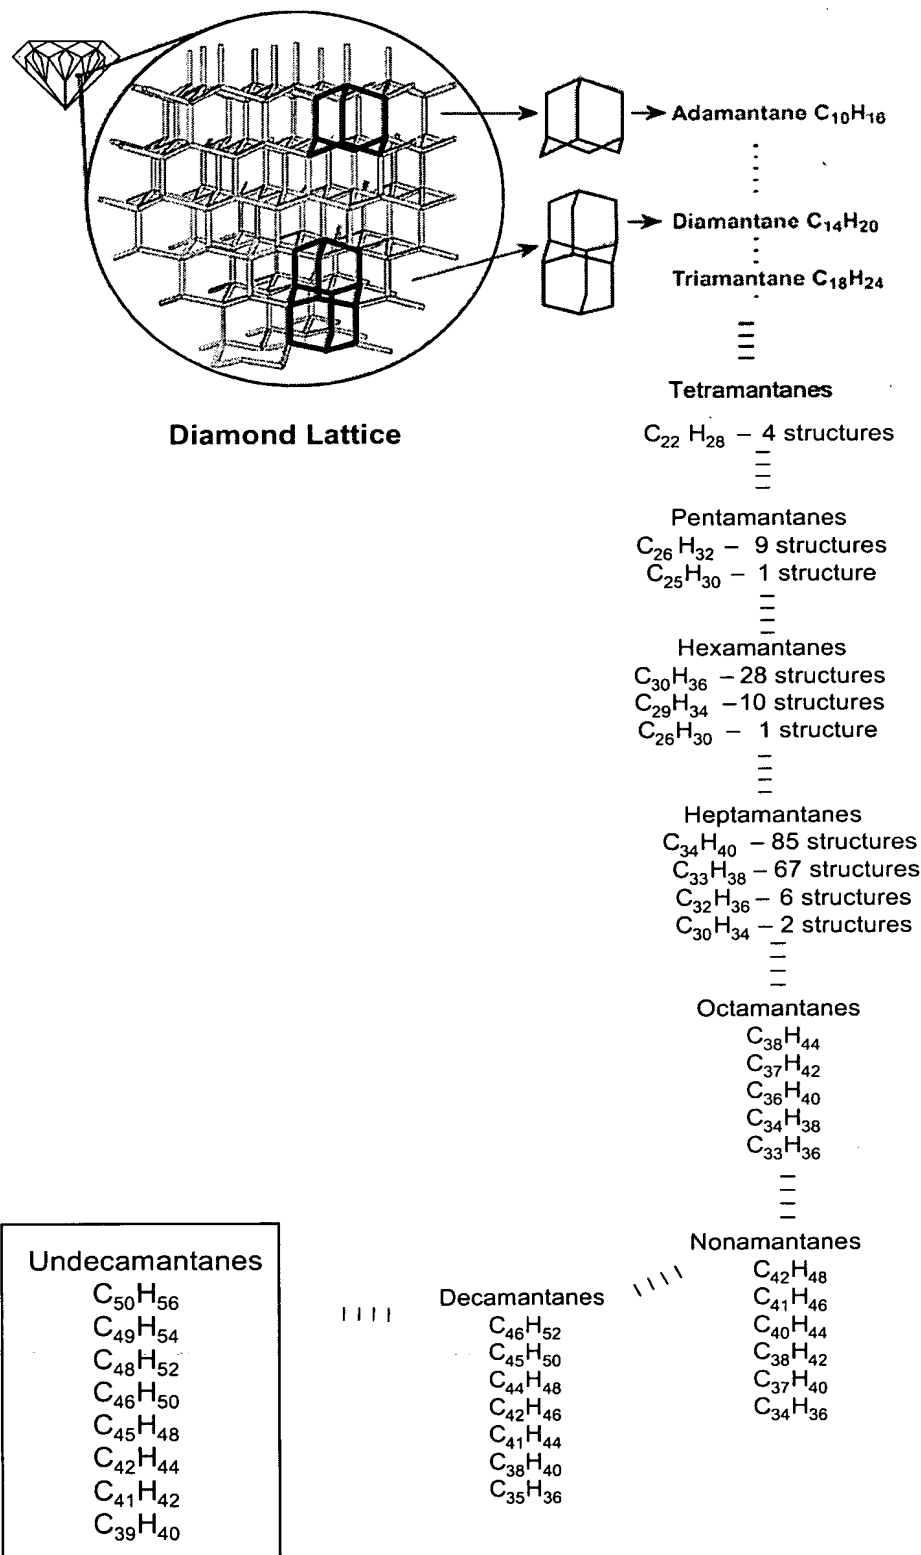 Adamantane C₁₀H₁₆
Diamantane C₁₄H₂₀
Triamantane C₁₈H₂₄
Diamond Lattice
Tetramantanes
C₂₂ H₂₈ – 4 structures
Pentamantanes
C₂₆ H₃₂ – 9 structures
C₂₅H₃₀ – 1 structure
Hexamantanes
C₃₀H₃₆ – 28 structures
C₂₉H₃₄ –10 structures
C₂₆H₃₀ – 1 structure
Heptamantanes
C₃₄H₄₀ – 85 structures
C₃₃H₃₈ – 67 structures
C₃₂H₃₆ – 6 structures
C₃₀H₃₄ – 2 structures
Octamantanes
C₃₈H₄₄
C₃₇H₄₂
C₃₆H₄₀
C₃₄H₃₈
C₃₃H₃₆
Nonamantanes
C₄₂H₄₈
C₄₁H₄₆
C₄₀H₄₄
C₃₈H₄₂
C₃₇H₄₀
C₃₄H₃₆
Decamantanes
C₄₆H₅₂
C₄₅H₅₀
C₄₄H₄₈
C₄₂H₄₆
C₄₁H₄₄
C₃₈H₄₀
C₃₅H₃₆
Undecamantanes
C₅₀H₅₆
C₄₉H₅₄
C₄₈H₅₂
C₄₆H₅₀
C₄₅H₄₈
C₄₂H₄₄
C₄₁H₄₂
C₃₉H₄₀